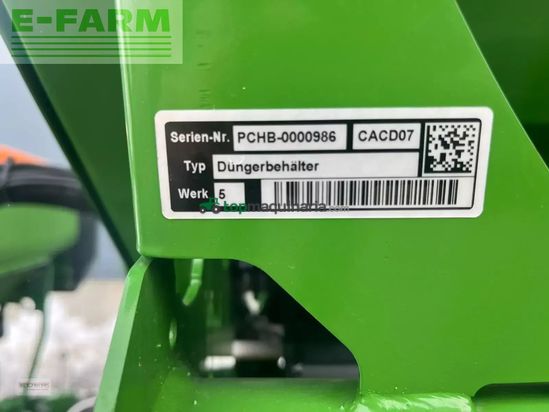 E-FARM
Serien-Nr. PCHB-0000986 CACD07
Typ Düngerbehälter
Werk 5
topmaquinaria.com